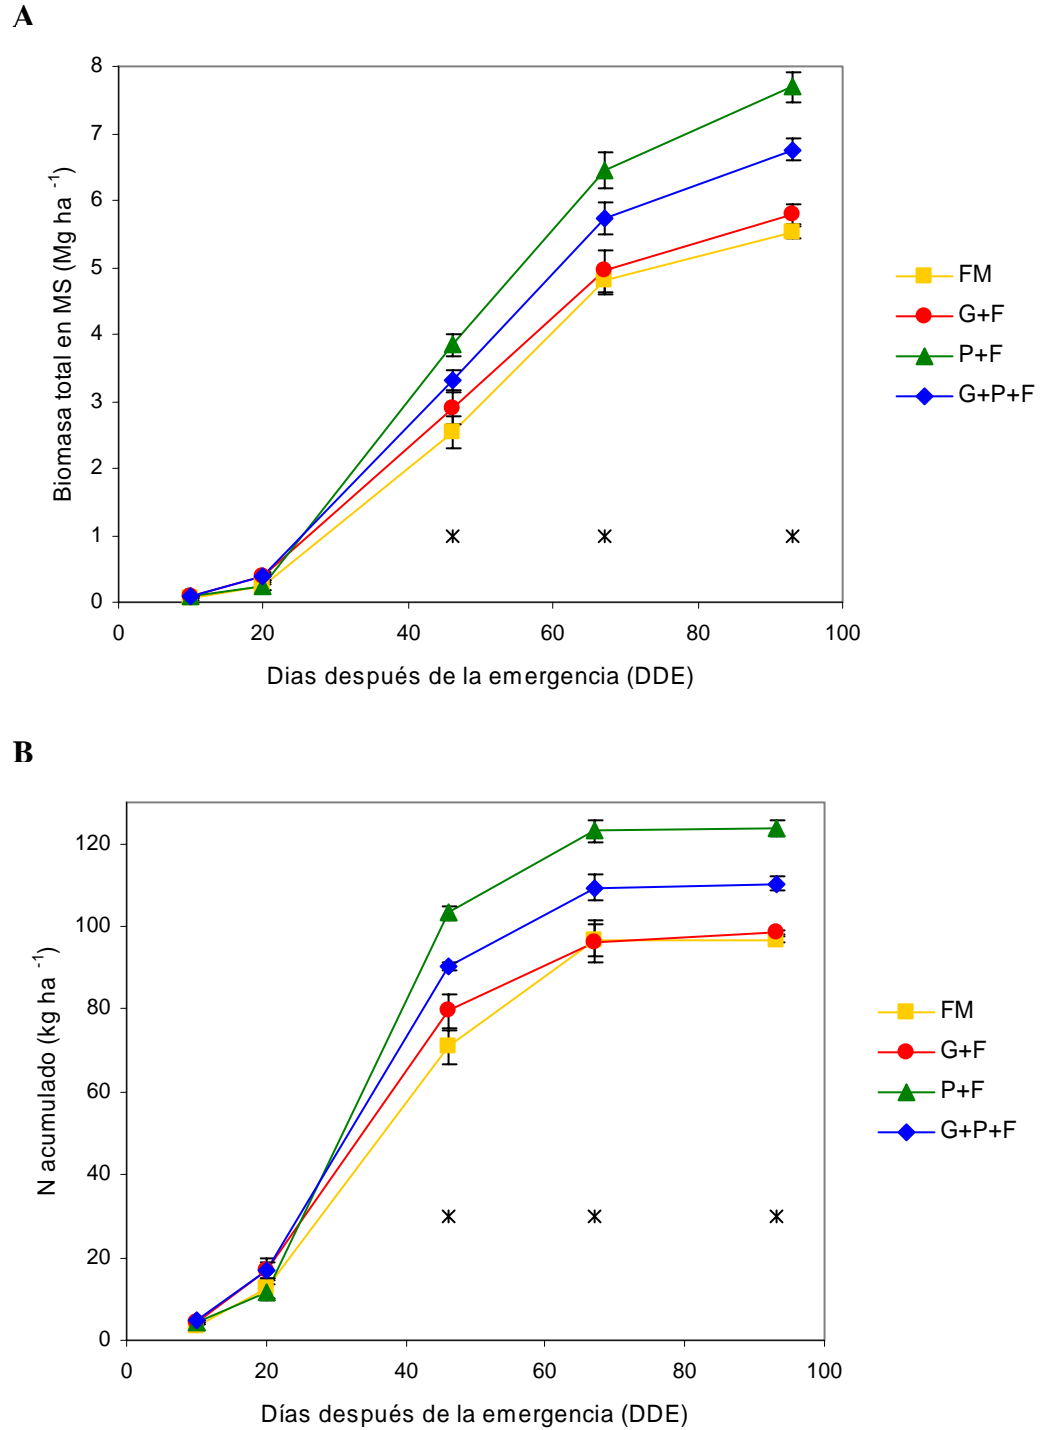 A
8
7
6
5
4
3
2
1
0
Biomasa total en MS (Mg ha -1)
0 20 40 60 80 100
Dias después de la emergencia (DDE)
FM
G+F
P+F
G+P+F
B
120
100
80
60
40
20
0
N acumulado (kg ha -1)
0 20 40 60 80 100
Días después de la emergencia (DDE)
FM
G+F
P+F
G+P+F